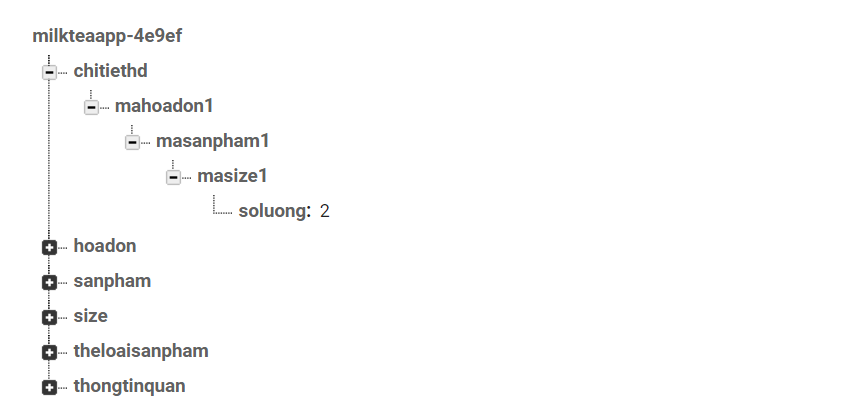 milkteaapp-4e9ef
chitiethd
mahoadon1
masanpham1
masize1
soluong: 2
hoadon
sanpham
size
theloaisanpham
thongtinquan